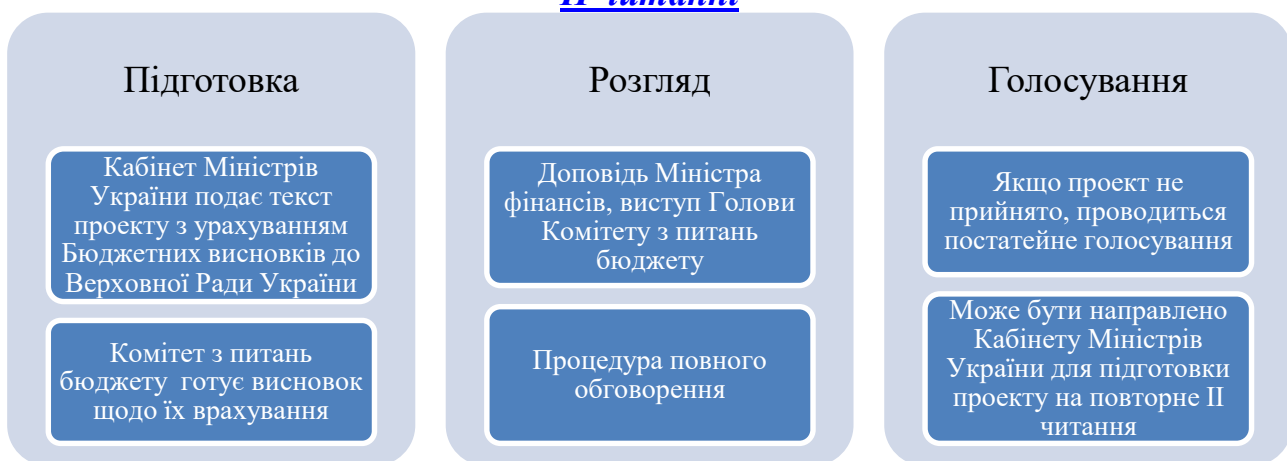 ІІ читанні
Підготовка
Кабінет Міністрів
України подає текст
проекту з урахуванням
Бюджетних висновків до
Верховної Ради України
Комітет з питань
бюджету готує висновок
щодо їх врахування
Розгляд
Доповідь Міністра
фінансів, виступ Голови
Комітету з питань
бюджету
Процедура повного
обговорення
Голосування
Якщо проект не
прийнято, проводиться
постатейне голосування
Може бути направлено
Кабінету Міністрів
України для підготовки
проекту на повторне ІІ
читання